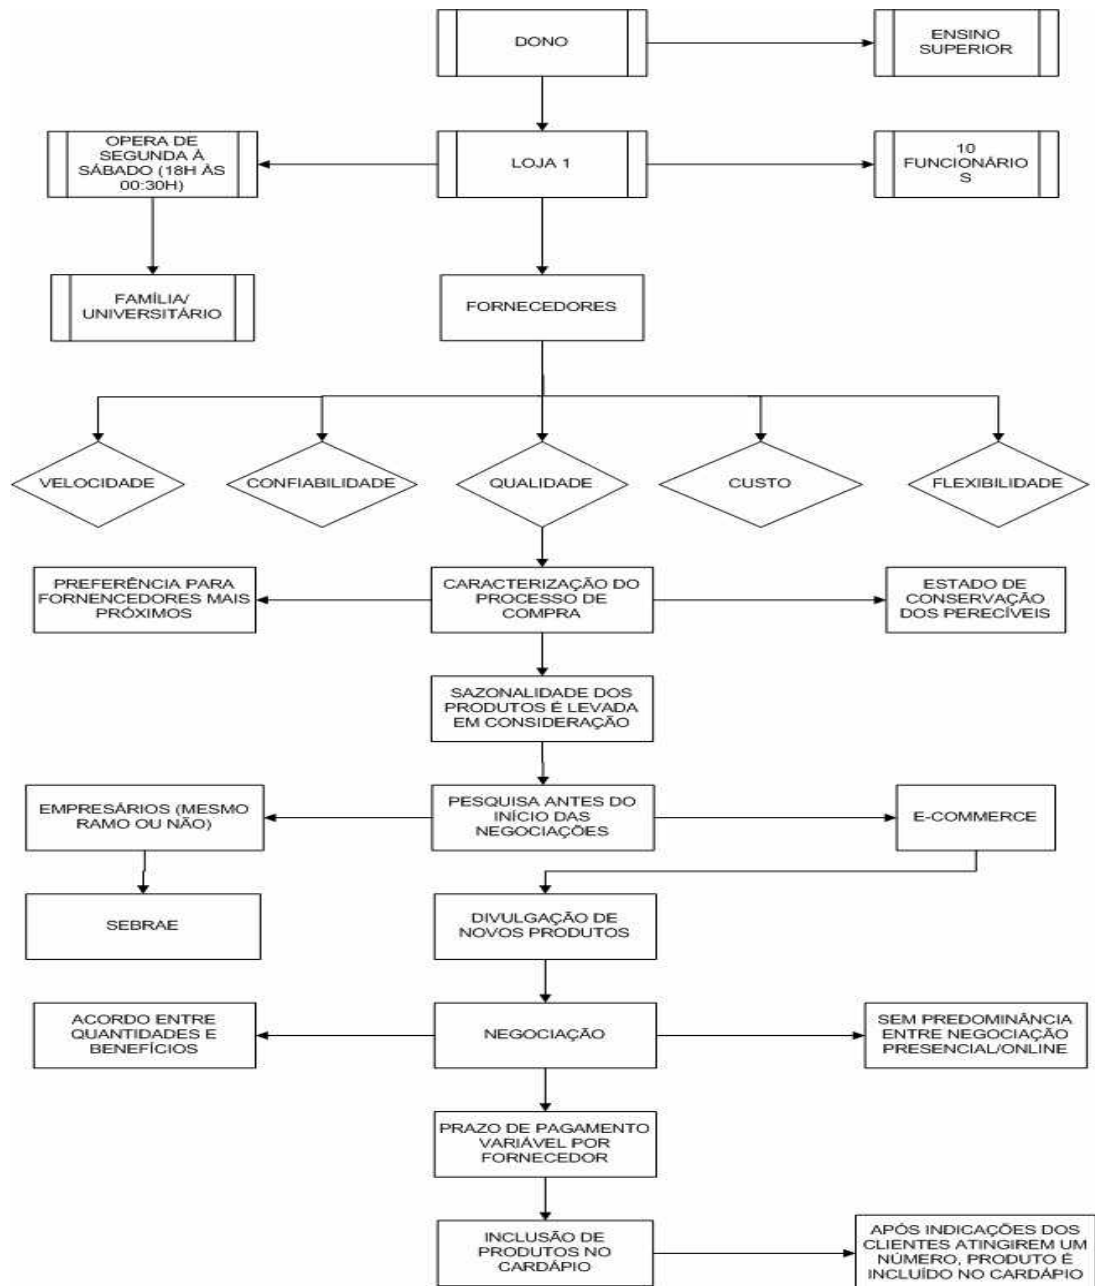 DONO
ENSINO
SUPERIOR
OPERA DE
SEGUNDA À
SÁBADO (18H ÀS
00:30H)
LOJA 1
10
FUNCIONÁRIO
S
FAMÍLIA/
UNIVERSITÁRIO
FORNECEDORES
VELOCIDADE
CONFIABILIDADE
QUALIDADE
CUSTO
FLEXIBILIDADE
PREFERÊNCIA PARA
FORNENCEDORES MAIS
PRÓXIMOS
CARACTERIZAÇÃO DO
PROCESSO DE
COMPRA
ESTADO DE
CONSERVAÇÃO
DOS PERECÍVEIS
SAZONALIDADE DOS
PRODUTOS É LEVADA
EM CONSIDERAÇÃO
EMPRESÁRIOS (MESMO
RAMO OU NÃO)
PESQUISA ANTES DO
INÍCIO DAS
NEGOCIAÇÕES
E-COMMERCE
SEBRAE
DIVULGAÇÃO DE
NOVOS PRODUTOS
ACORDO ENTRE
QUANTIDADES E
BENEFÍCIOS
NEGOCIAÇÃO
SEM PREDOMINÂNCIA
ENTRE NEGOCIAÇÃO
PRESENCIAL/ONLINE
PRAZO DE PAGAMENTO
VARIÁVEL POR
FORNECEDOR
INCLUSÃO DE
PRODUTOS NO
CARDÁPIO
APÓS INDICAÇÕES DOS
CLIENTES ATINGIREM UM
NÚMERO, PRODUTO É
INCLUÍDO NO CARDÁPIO